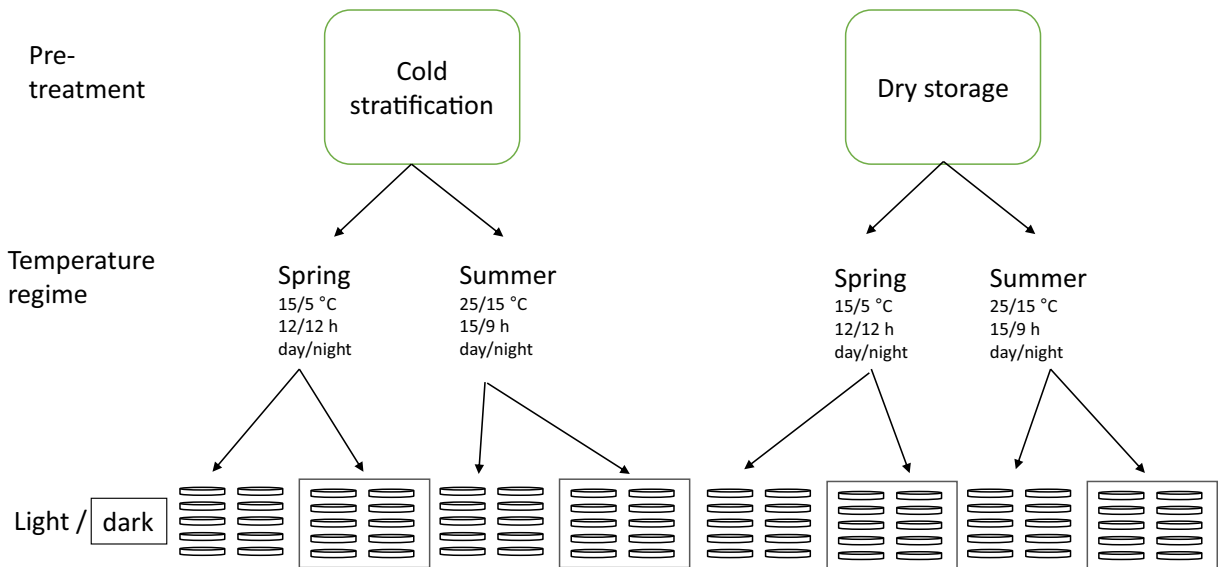 Pre-
treatment
Cold
stratification
Dry storage
Temperature
regime
Spring
15/5 °C
12/12 h
day/night
Summer
25/15 °C
15/9 h
day/night
Spring
15/5 °C
12/12 h
day/night
Summer
25/15 °C
15/9 h
day/night
Light / dark